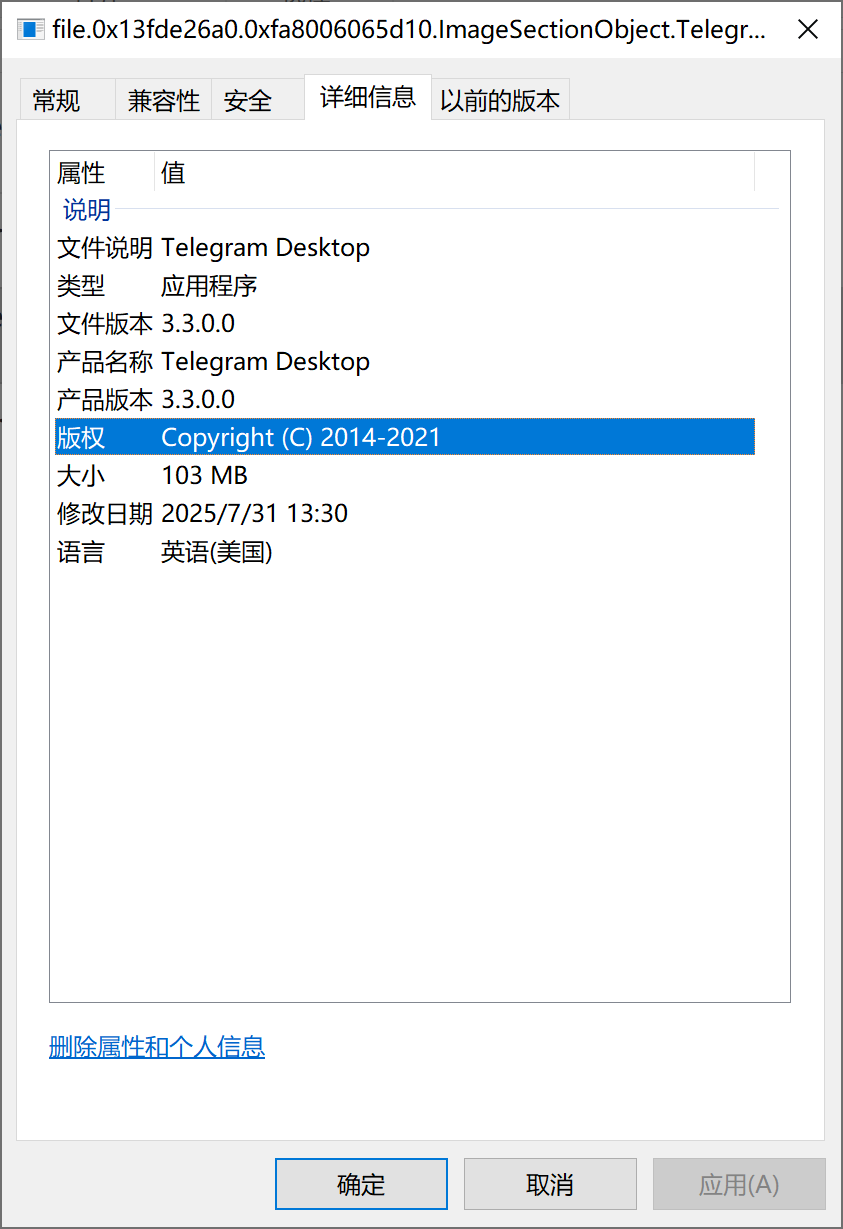 file.0x13fde26a0.0xfa8006065d10.ImageSectionObject.Telegr...
常规 兼容性 安全 详细信息 以前的版本
属性 值
说明
文件说明 Telegram Desktop
类型 应用程序
文件版本 3.3.0.0
产品名称 Telegram Desktop
产品版本 3.3.0.0
版权 Copyright (C) 2014-2021
大小 103 MB
修改日期 2025/7/31 13:30
语言 英语(美国)
删除属性和个人信息
确定 取消 应用(A)